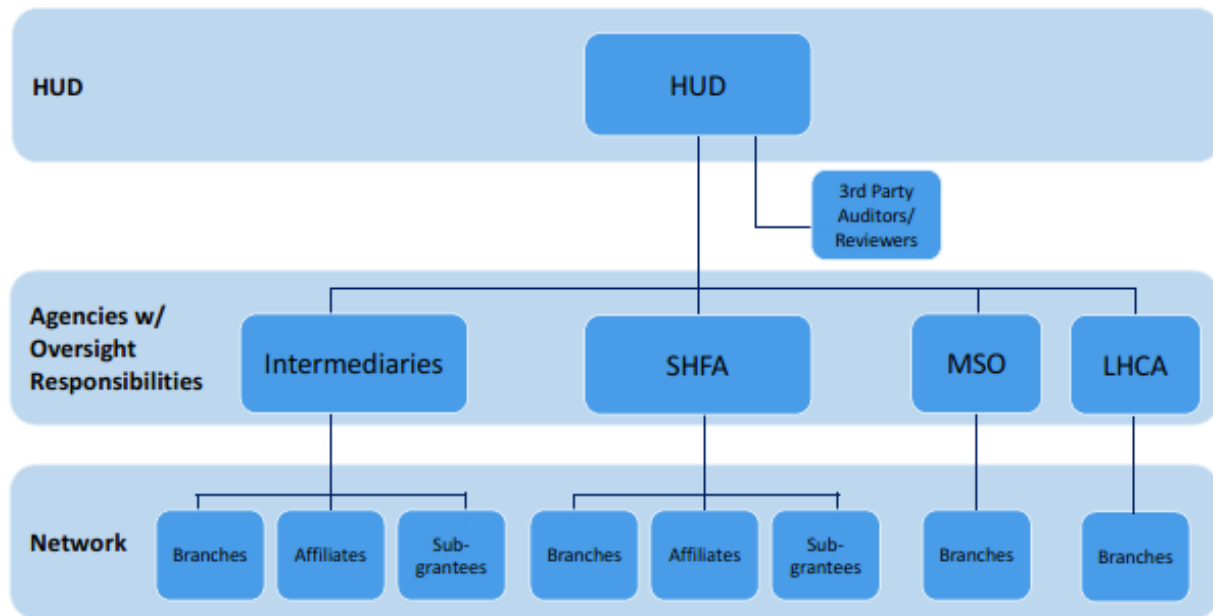 HUD
HUD
3rd Party
Auditors/
Reviewers
Agencies w/
Oversight
Responsibilities
Intermediaries
SHFA
MSO
LHCA
Network
Branches
Affiliates
Sub-
grantees
Branches
Affiliates
Sub-
grantees
Branches
Branches